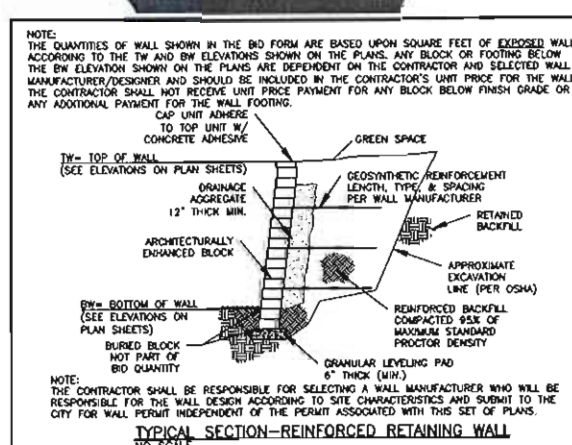 NOTE:
THE QUANTITIES OF WALL SHOWN IN THE BID FORM ARE BASED UPON SQUARE FEET OF EXPOSED WALL
ACCORDING TO THE TW AND BW ELEVATIONS SHOWN ON THE PLANS. ANY BLOCK OR FOOTING BELOW
THE BW ELEVATION SHOWN ON THE PLANS ARE DEPENDENT ON THE CONTRACTOR AND SELECTED WALL
MANUFACTURER/DESIGNER AND SHOULD BE INCLUDED IN THE CONTRACTOR'S UNIT PRICE FOR THE WALL
THE CONTRACTOR SHALL NOT RECEIVE UNIT PRICE PAYMENT FOR ANY BLOCK BELOW FINISH GRADE OR
ANY ADDITIONAL PAYMENT FOR THE WALL FOOTING.
CAP UNIT ADHERE
TO TOP UNIT W/
CONCRETE ADHESIVE
GREEN SPACE
TW= TOP OF WALL
(SEE ELEVATIONS ON PLAN SHEETS)
GEOSYNTHETIC REINFORCEMENT
LENGTH, TYPE, & SPACING
PER WALL MANUFACTURER
DRAINAGE
AGGREGATE
12" THICK MIN.
RETAINED
BACKFILL
ARCHITECTURALLY
ENHANCED BLOCK
APPROXIMATE
EXCAVATION
LINE (PER OSHA)
BW= BOTTOM OF WALL
(SEE ELEVATIONS ON
PLAN SHEETS)
REINFORCED BACKFILL
COMPACTED 95% OF
MAXIMUM STANDARD
PROCTOR DENSITY
BURIED BLOCK
NOT PART OF
BID QUANTITY
GRANULAR LEVELING PAD
6" THICK (MIN.)
NOTE:
THE CONTRACTOR SHALL BE RESPONSIBLE FOR SELECTING A WALL MANUFACTURER WHO WILL BE
RESPONSIBLE FOR THE WALL DESIGN ACCORDING TO SITE CHARACTERISTICS AND SUBMIT TO THE
CITY FOR WALL PERMIT INDEPENDENT OF THE PERMIT ASSOCIATED WITH THIS SET OF PLANS.
TYPICAL SECTION-REINFORCED RETAINING WALL
NO SCALE